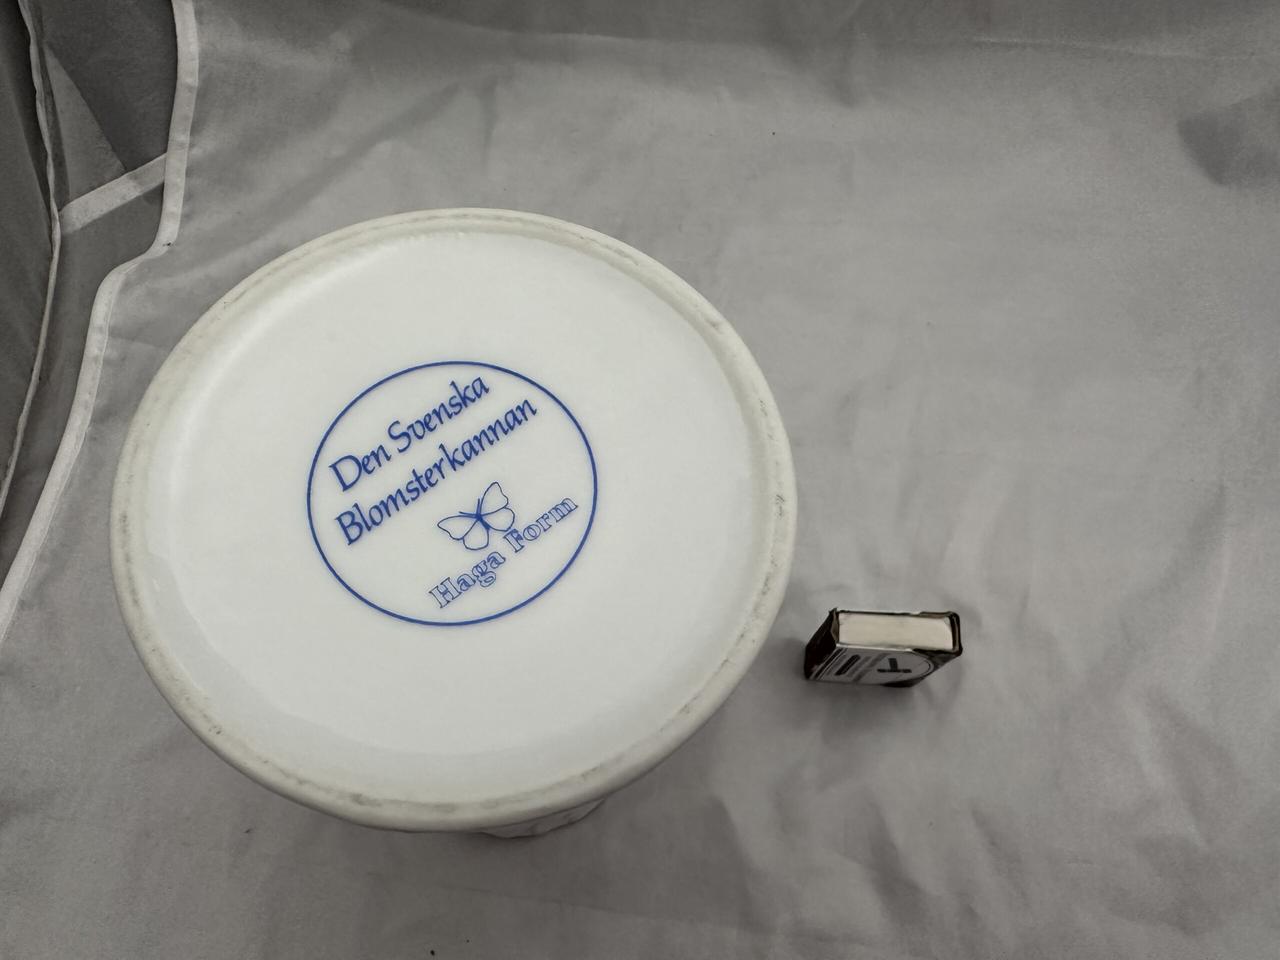 Den Svenska
Blomsterkannan
Haga Form